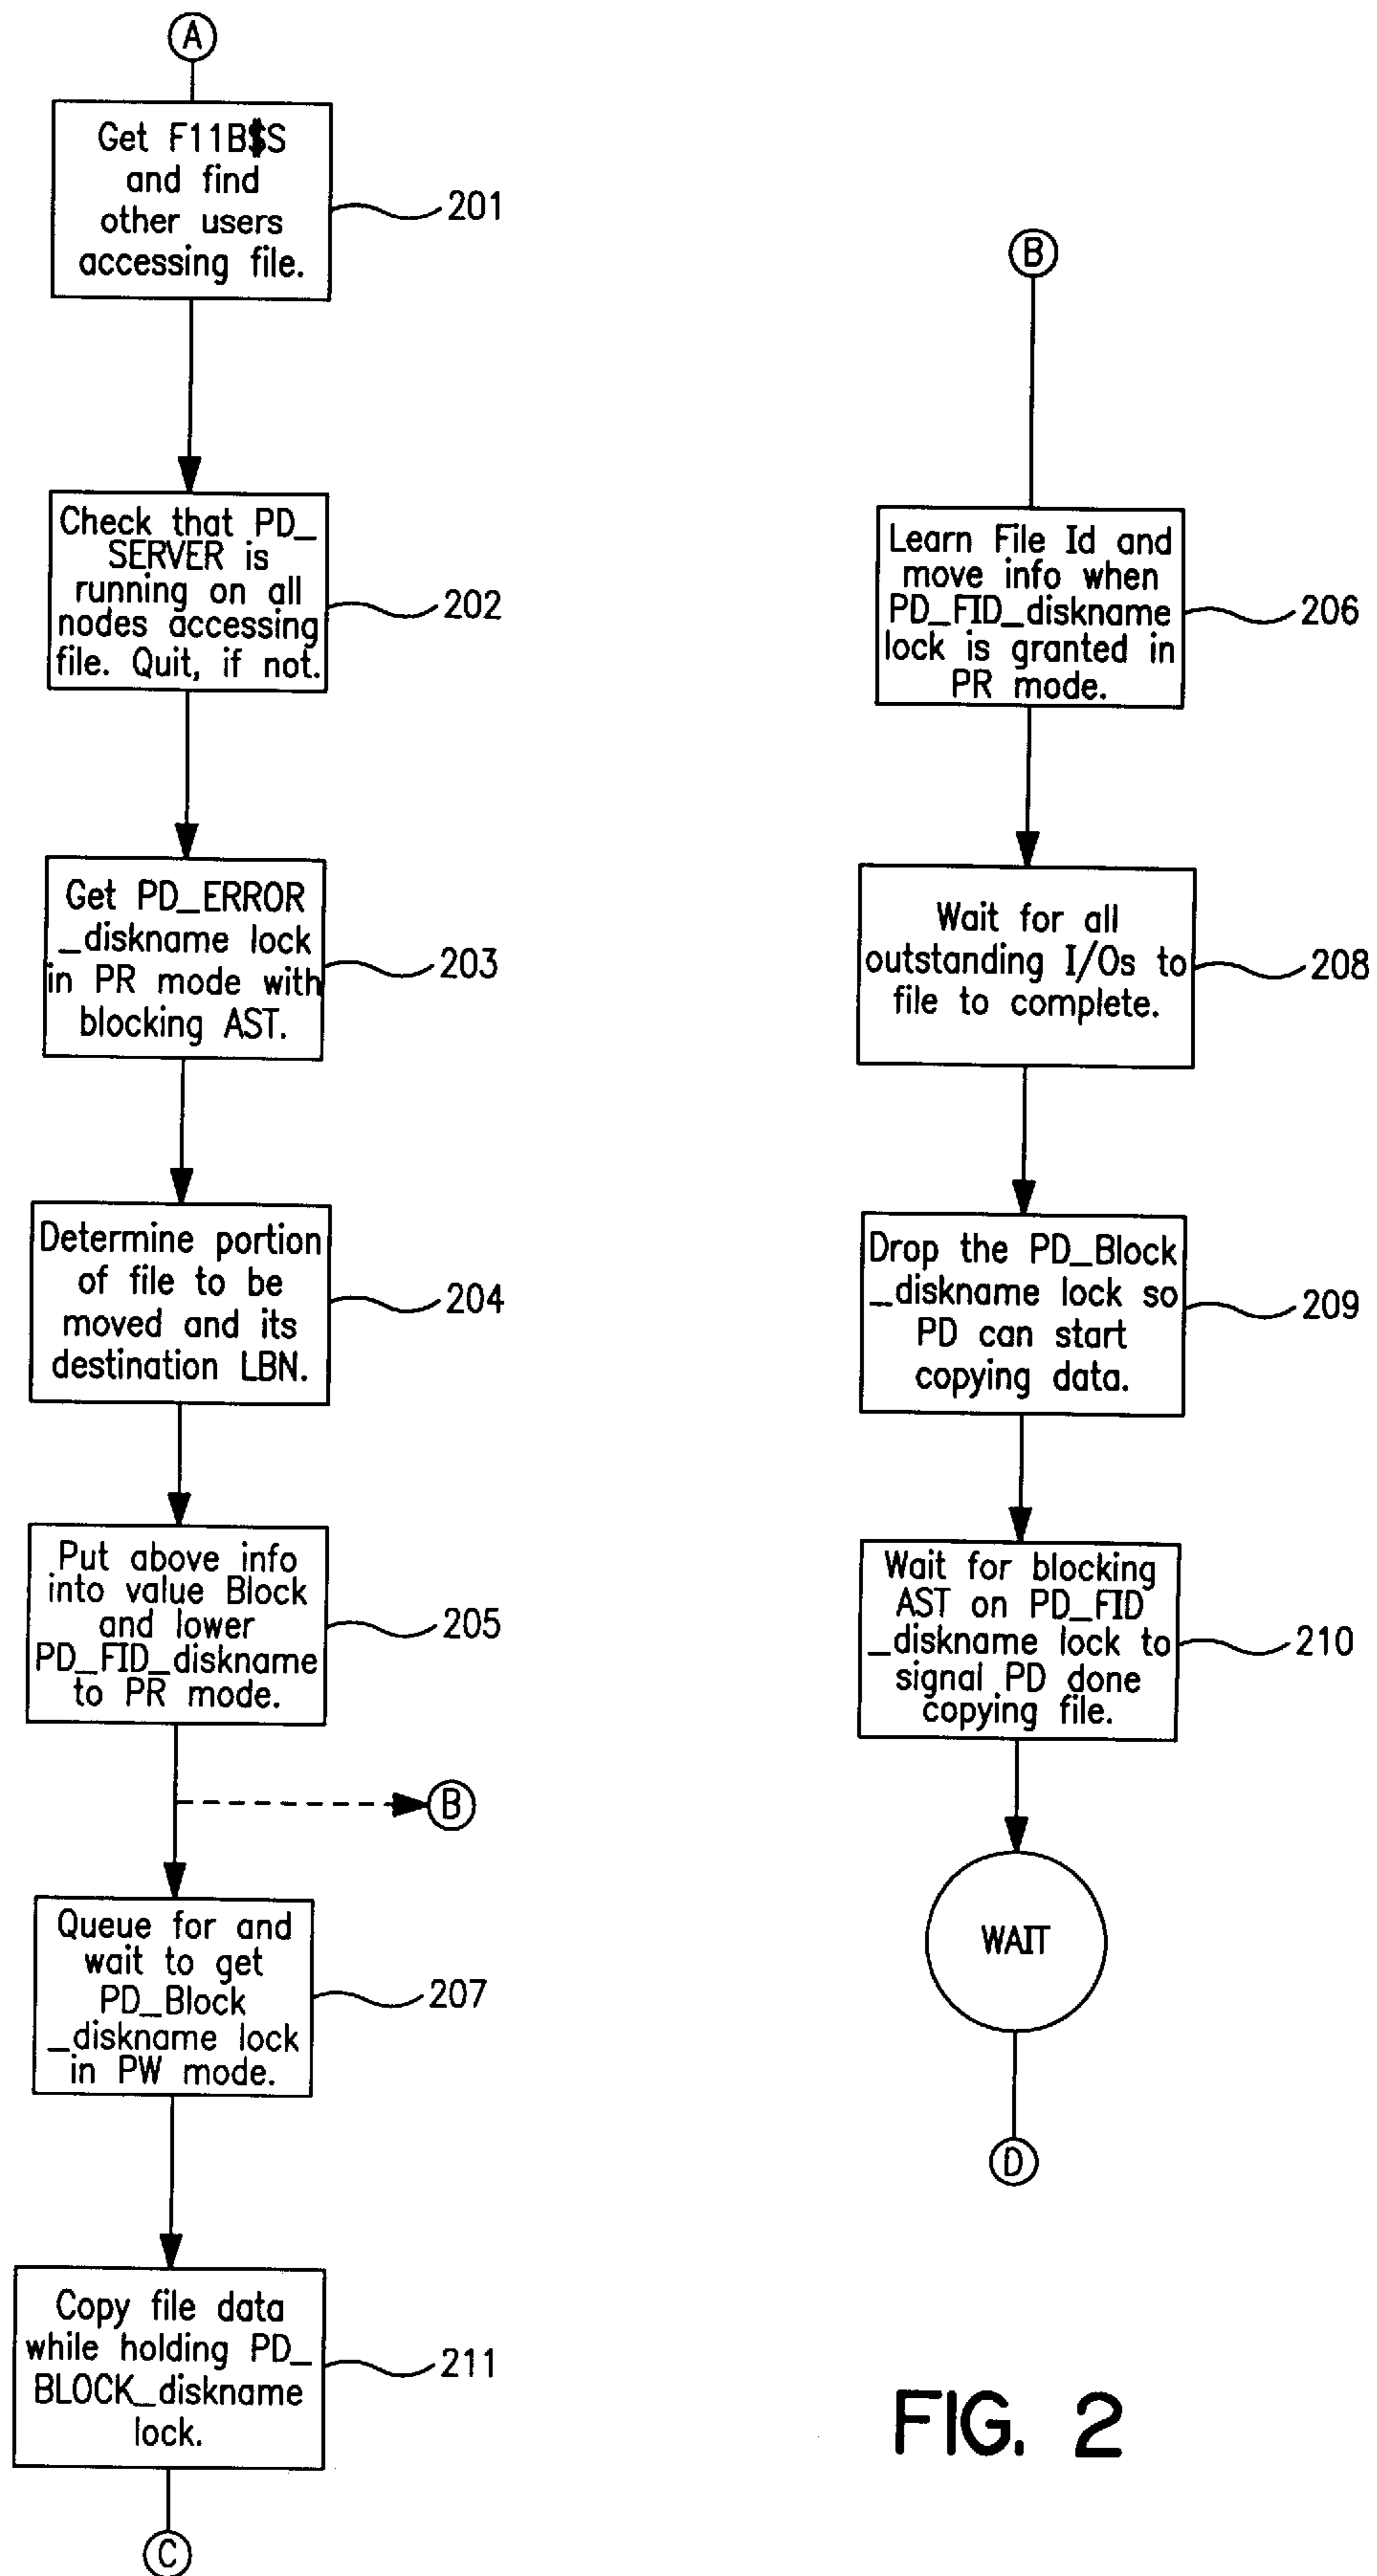 A
Get F11B$S
and find
other users
accessing file.
201
Check that PD_
SERVER is
running on all
nodes accessing
file. Quit, if not.
202
Get PD_ERROR
_diskname lock
in PR mode with
blocking AST.
203
Determine portion
of file to be
moved and its
destination LBN.
204
Put above info
into value Block
and lower
PD_FID_diskname
to PR mode.
205
B
Queue for and
wait to get
PD_Block
_diskname lock
in PW mode.
207
Copy file data
while holding PD_
BLOCK_diskname
lock.
211
C
B
Learn File Id and
move info when
PD_FID_diskname
lock is granted in
PR mode.
206
Wait for all
outstanding I/Os to
file to complete.
208
Drop the PD_Block
_diskname lock so
PD can start
copying data.
209
Wait for blocking
AST on PD_FID
_diskname lock to
signal PD done
copying file.
210
WAIT
D
FIG. 2